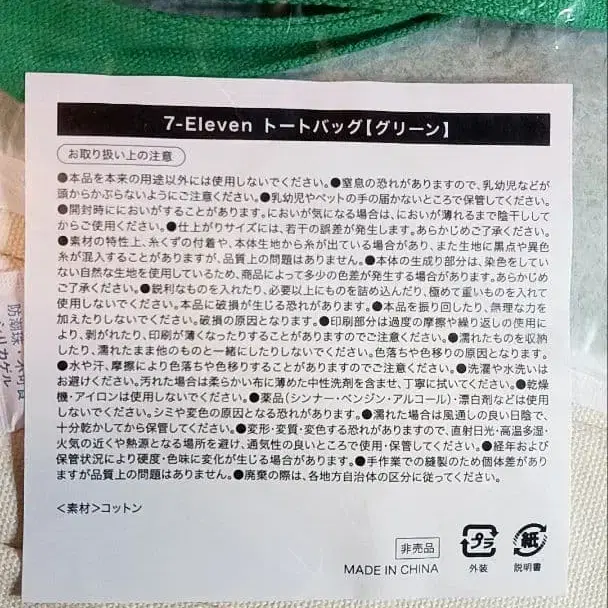 7-Eleven トートバッグ【グリーン】
お取り扱い上の注意
●本品を本来の用途以外には使用しないでください。●窒息の恐れがありますので、乳幼児などが
頭からかぶらないようにご注意ください。●乳幼児やペットの手の届かないところで保管してください。
●開封時ににおいがすることがあります。においが気になる場合は、においが薄れるまで陰干しして
からご使用ください。●仕上がりサイズには、若干の誤差が発生します。あらかじめご了承ください。
●素材の特性上、糸くずの付着や、本体生地から糸が出ている場合があり、また生地に黒点や異色
糸が混入することがありますが、品質上の問題はありません。●本体の生成り部分は、染色をしてい
ない自然な生地を使用しているため、商品によって多少の色差が発生する場合があります。あらかじめ
ご了承ください。●鋭利なものを入れたり、必要以上にものを詰め込んだり、極めて重いものを入れて
使用しないでください。本品に破損が生じる恐れがあります。●本品を振り回したり、無理な力を
加えたりしないでください。破損の原因となります。●印刷部分は過度の摩擦や繰り返しの使用に
より、剥がれたり、印刷が薄くなったりすることがありますのでご注意ください。●濡れたものを収納
したり、濡れたまま他のものと一緒にしたりしないでください。色落ちや色移りの原因となります。
●水や汗、摩擦により色落ちや色移りすることがありますのでご注意ください。●洗濯や水洗いは
お避けください。汚れた場合は柔らかい布に薄めた中性洗剤を含ませ、丁寧に拭いてください。●乾燥
機・アイロンは使用しないでください。●薬品(シンナー・ベンジン・アルコール)・漂白剤などは使用
しないでください。シミや変色の原因となる恐れがあります。●濡れた場合は風通しの良い日陰で、
十分乾かしてから保管してください。●変形・変質・変色する恐れがありますので、直射日光・高温多湿・
火気の近くや熱源となる場所を避け、通気性の良いところで使用・保管してください。●経年および
保管状況により硬度・色味に変化が生じる場合があります。●手作業での縫製のため個体差があり
ますが品質上の問題はありません。●廃棄の際は、各地方自治体の区分に従ってください。
<素材>コットン
非売品
MADE IN CHINA
プラ
外装
紙
説明書
シリカゲル